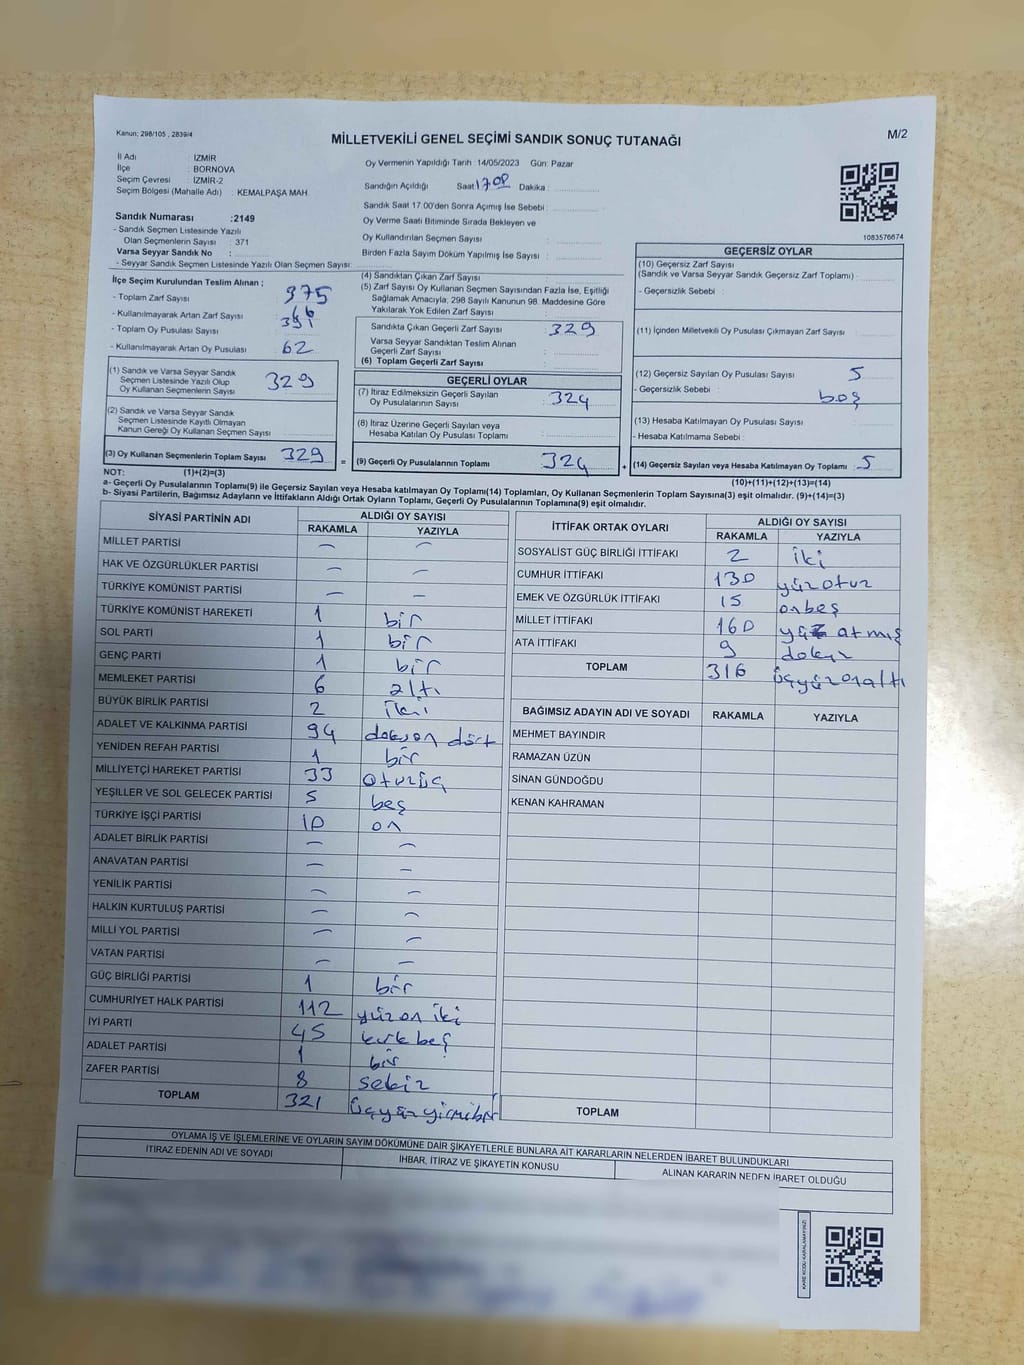 Kanun; 298/105 , 2839/4
MİLLETVEKİLİ GENEL SEÇİMİ SANDIK SONUÇ TUTANAĞI
M/2
İl Adı : İZMİR
İlçe : BORNOVA
Seçim Çevresi : İZMİR-2
Seçim Bölgesi (Mahalle Adı) : KEMALPAŞA MAH
Oy Vermenin Yapıldığı Tarih : 14/05/2023 Gün: Pazar
Sandığın Açıldığı Saat Dakika :
Sandık Saat 17.00'den Sonra Açmış İse Sebebi :
Sandık Numarası :2149
- Sandık Seçmen Listesinde Yazılı
Olan Seçmenlerin Sayısı : 371
Varsa Seyyar Sandık No :
- Seyyar Sandık Seçmen Listesinde Yazılı Olan Seçmen Sayısı:
Oy Verme Saati Bitiminde Sırada Bekleyen ve
Oy Kullandırılan Seçmen Sayısı :
Birden Fazla Sayım Döküm Yapılmış İse Sayısı :
1083576674
İlçe Seçim Kurulundan Teslim Alınan ;
- Toplam Zarf Sayısı : 375
- Kullanılmayarak Artan Zarf Sayısı :
- Toplam Oy Pusulası Sayısı :
- Kullanılmayarak Artan Oy Pusulası : 62
(1) Sandık ve Varsa Seyyar Sandık
Seçmen Listesinde Yazılı Olup
Oy Kullanan Seçmenlerin Sayısı : 329
(2) Sandık ve Varsa Seyyar Sandık
Seçmen Listesinde Kayıtlı Olmayan
Kanun Gereği Oy Kullanan Seçmen Sayısı :
(3) Oy Kullanan Seçmenlerin Toplam Sayısı : 329 =
(4) Sandıktan Çıkan Zarf Sayısı :
(5) Zarf Sayısı Oy Kullanan Seçmen Sayısından Fazla İse, Eşitliği
Sağlamak Amacıyla, 298 Sayılı Kanunun 98. Maddesine Göre
Yakılarak Yok Edilen Zarf Sayısı :
Sandıkta Çıkan Geçerli Zarf Sayısı : 329
Varsa Seyyar Sandıktan Teslim Alınan
Geçerli Zarf Sayısı :
(6) Toplam Geçerli Zarf Sayısı :
GEÇERLİ OYLAR
(7) İtiraz Edilmeksizin Geçerli Sayılan
Oy Pusulalarının Sayısı : 324
(8) İtiraz Üzerine Geçerli Sayılan veya
Hesaba Katılan Oy Pusulası Toplamı :
(9) Geçerli Oy Pusulalarının Toplamı : 324 +
GEÇERSİZ OYLAR
(10) Geçersiz Zarf Sayısı
(Sandık ve Varsa Seyyar Sandık Geçersiz Zarf Toplamı) :
- Geçersizlik Sebebi :
(11) İçinden Milletvekili Oy Pusulası Çıkmayan Zarf Sayısı :
(12) Geçersiz Sayılan Oy Pusulası Sayısı : 5
- Geçersizlik Sebebi : boş
(13) Hesaba Katılmayan Oy Pusulası Sayısı :
- Hesaba Katılmama Sebebi :
(14) Geçersiz Sayılan veya Hesaba Katılmayan Oy Toplamı : 5
NOT: (1)+(2)=(3)
(10)+(11)+(12)+(13)=(14)
a- Geçerli Oy Pusulalarının Toplamı(9) ile Geçersiz Sayılan veya Hesaba katılmayan Oy Toplamı(14) Toplamları, Oy Kullanan Seçmenlerin Toplam Sayısına(3) eşit olmalıdır. (9)+(14)=(3)
b- Siyasi Partilerin, Bağımsız Adayların ve İttifakların Aldığı Ortak Oyların Toplamı, Geçerli Oy Pusulalarının Toplamına(9) eşit olmalıdır.
SİYASİ PARTİNİN ADI ALDIĞI OY SAYISI
RAKAMLA YAZIYLA
MİLLET PARTİSİ – –
HAK VE ÖZGÜRLÜKLER PARTİSİ – –
TÜRKİYE KOMÜNİST PARTİSİ – –
TÜRKİYE KOMÜNİST HAREKETİ 1 bir
SOL PARTİ 1 bir
GENÇ PARTİ 1 bir
MEMLEKET PARTİSİ 6 altı
BÜYÜK BİRLİK PARTİSİ 2 iki
ADALET VE KALKINMA PARTİSİ 94 doksan dört
YENİDEN REFAH PARTİSİ 1 bir
MİLLİYETÇİ HAREKET PARTİSİ 33 otuzüç
YEŞİLLER VE SOL GELECEK PARTİSİ 5 beş
TÜRKİYE İŞÇİ PARTİSİ 10 on
ADALET BİRLİK PARTİSİ – –
ANAVATAN PARTİSİ – –
YENİLİK PARTİSİ – –
HALKIN KURTULUŞ PARTİSİ – –
MİLLİ YOL PARTİSİ – –
VATAN PARTİSİ – –
GÜÇ BİRLİĞİ PARTİSİ 1 bir
CUMHURİYET HALK PARTİSİ 112 yüz on iki
İYİ PARTİ 45 kırk beş
ADALET PARTİSİ 1 bir
ZAFER PARTİSİ 8 sekiz
TOPLAM 321 üçyüzyirmibir
İTTİFAK ORTAK OYLARI ALDIĞI OY SAYISI
RAKAMLA YAZIYLA
SOSYALİST GÜÇ BİRLİĞİ İTTİFAKI 2 iki
CUMHUR İTTİFAKI 130 yüzotuz
EMEK VE ÖZGÜRLÜK İTTİFAKI 15 onbeş
MİLLET İTTİFAKI 160 yüz atmış
ATA İTTİFAKI 9 dokuz
TOPLAM 316 üçyüzonaltı
BAĞIMSIZ ADAYIN ADI VE SOYADI RAKAMLA YAZIYLA
MEHMET BAYINDIR
RAMAZAN ÜZÜN
SİNAN GÜNDOĞDU
KENAN KAHRAMAN
TOPLAM
OYLAMA İŞ VE İŞLEMLERİNE VE OYLARIN SAYIM DÖKÜMÜNE DAİR ŞİKAYETLERLE BUNLARA AİT KARARLARIN NELERDEN İBARET BULUNDUKLARI
İTİRAZ EDENİN ADI VE SOYADI İHBAR, İTİRAZ VE ŞİKAYETİN KONUSU ALINAN KARARIN NEDEN İBARET OLDUĞU
KARE KODU KARALAMAYINIZ!